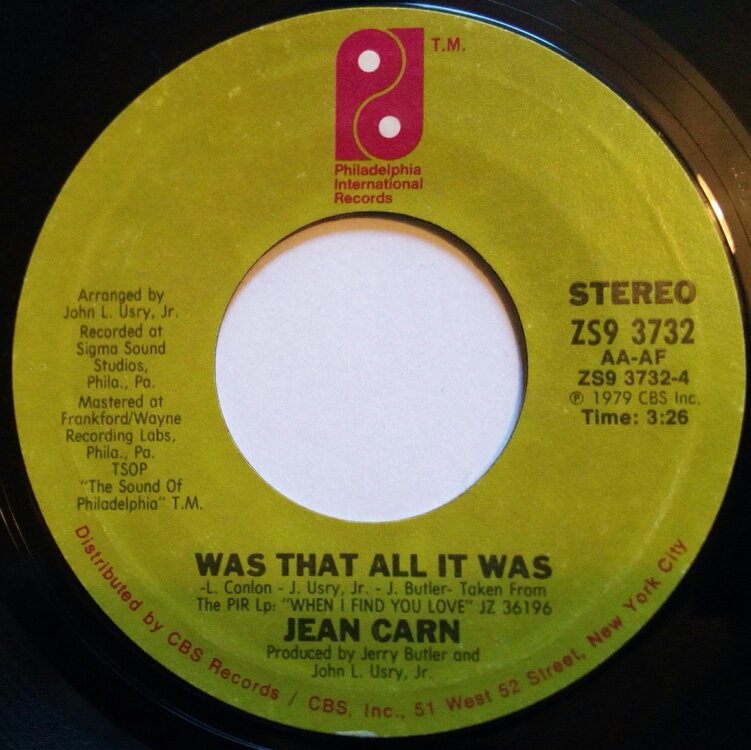 T.M.
Philadelphia
International
Records
Arranged by
John L. Usry, Jr.
Recorded at
Sigma Sound
Studios,
Phila., Pa.
Mastered at
Frankford/Wayne
Recording Labs,
Phila., Pa.
TSOP
"The Sound Of
Philadelphia" T.M.
STEREO
ZS9 3732
AA-AF
ZS9 3732-4
℗ 1979 CBS Inc.
Time: 3:26
WAS THAT ALL IT WAS
-L. Conlon - J. Usry, Jr. - J. Butler- Taken From
The PIR Lp: "WHEN I FIND YOU LOVE" JZ 36196
JEAN CARN
Produced by Jerry Butler and
John L. Usry, Jr.
Distributed by CBS Records / CBS, Inc., 51 West 52 Street, New York City